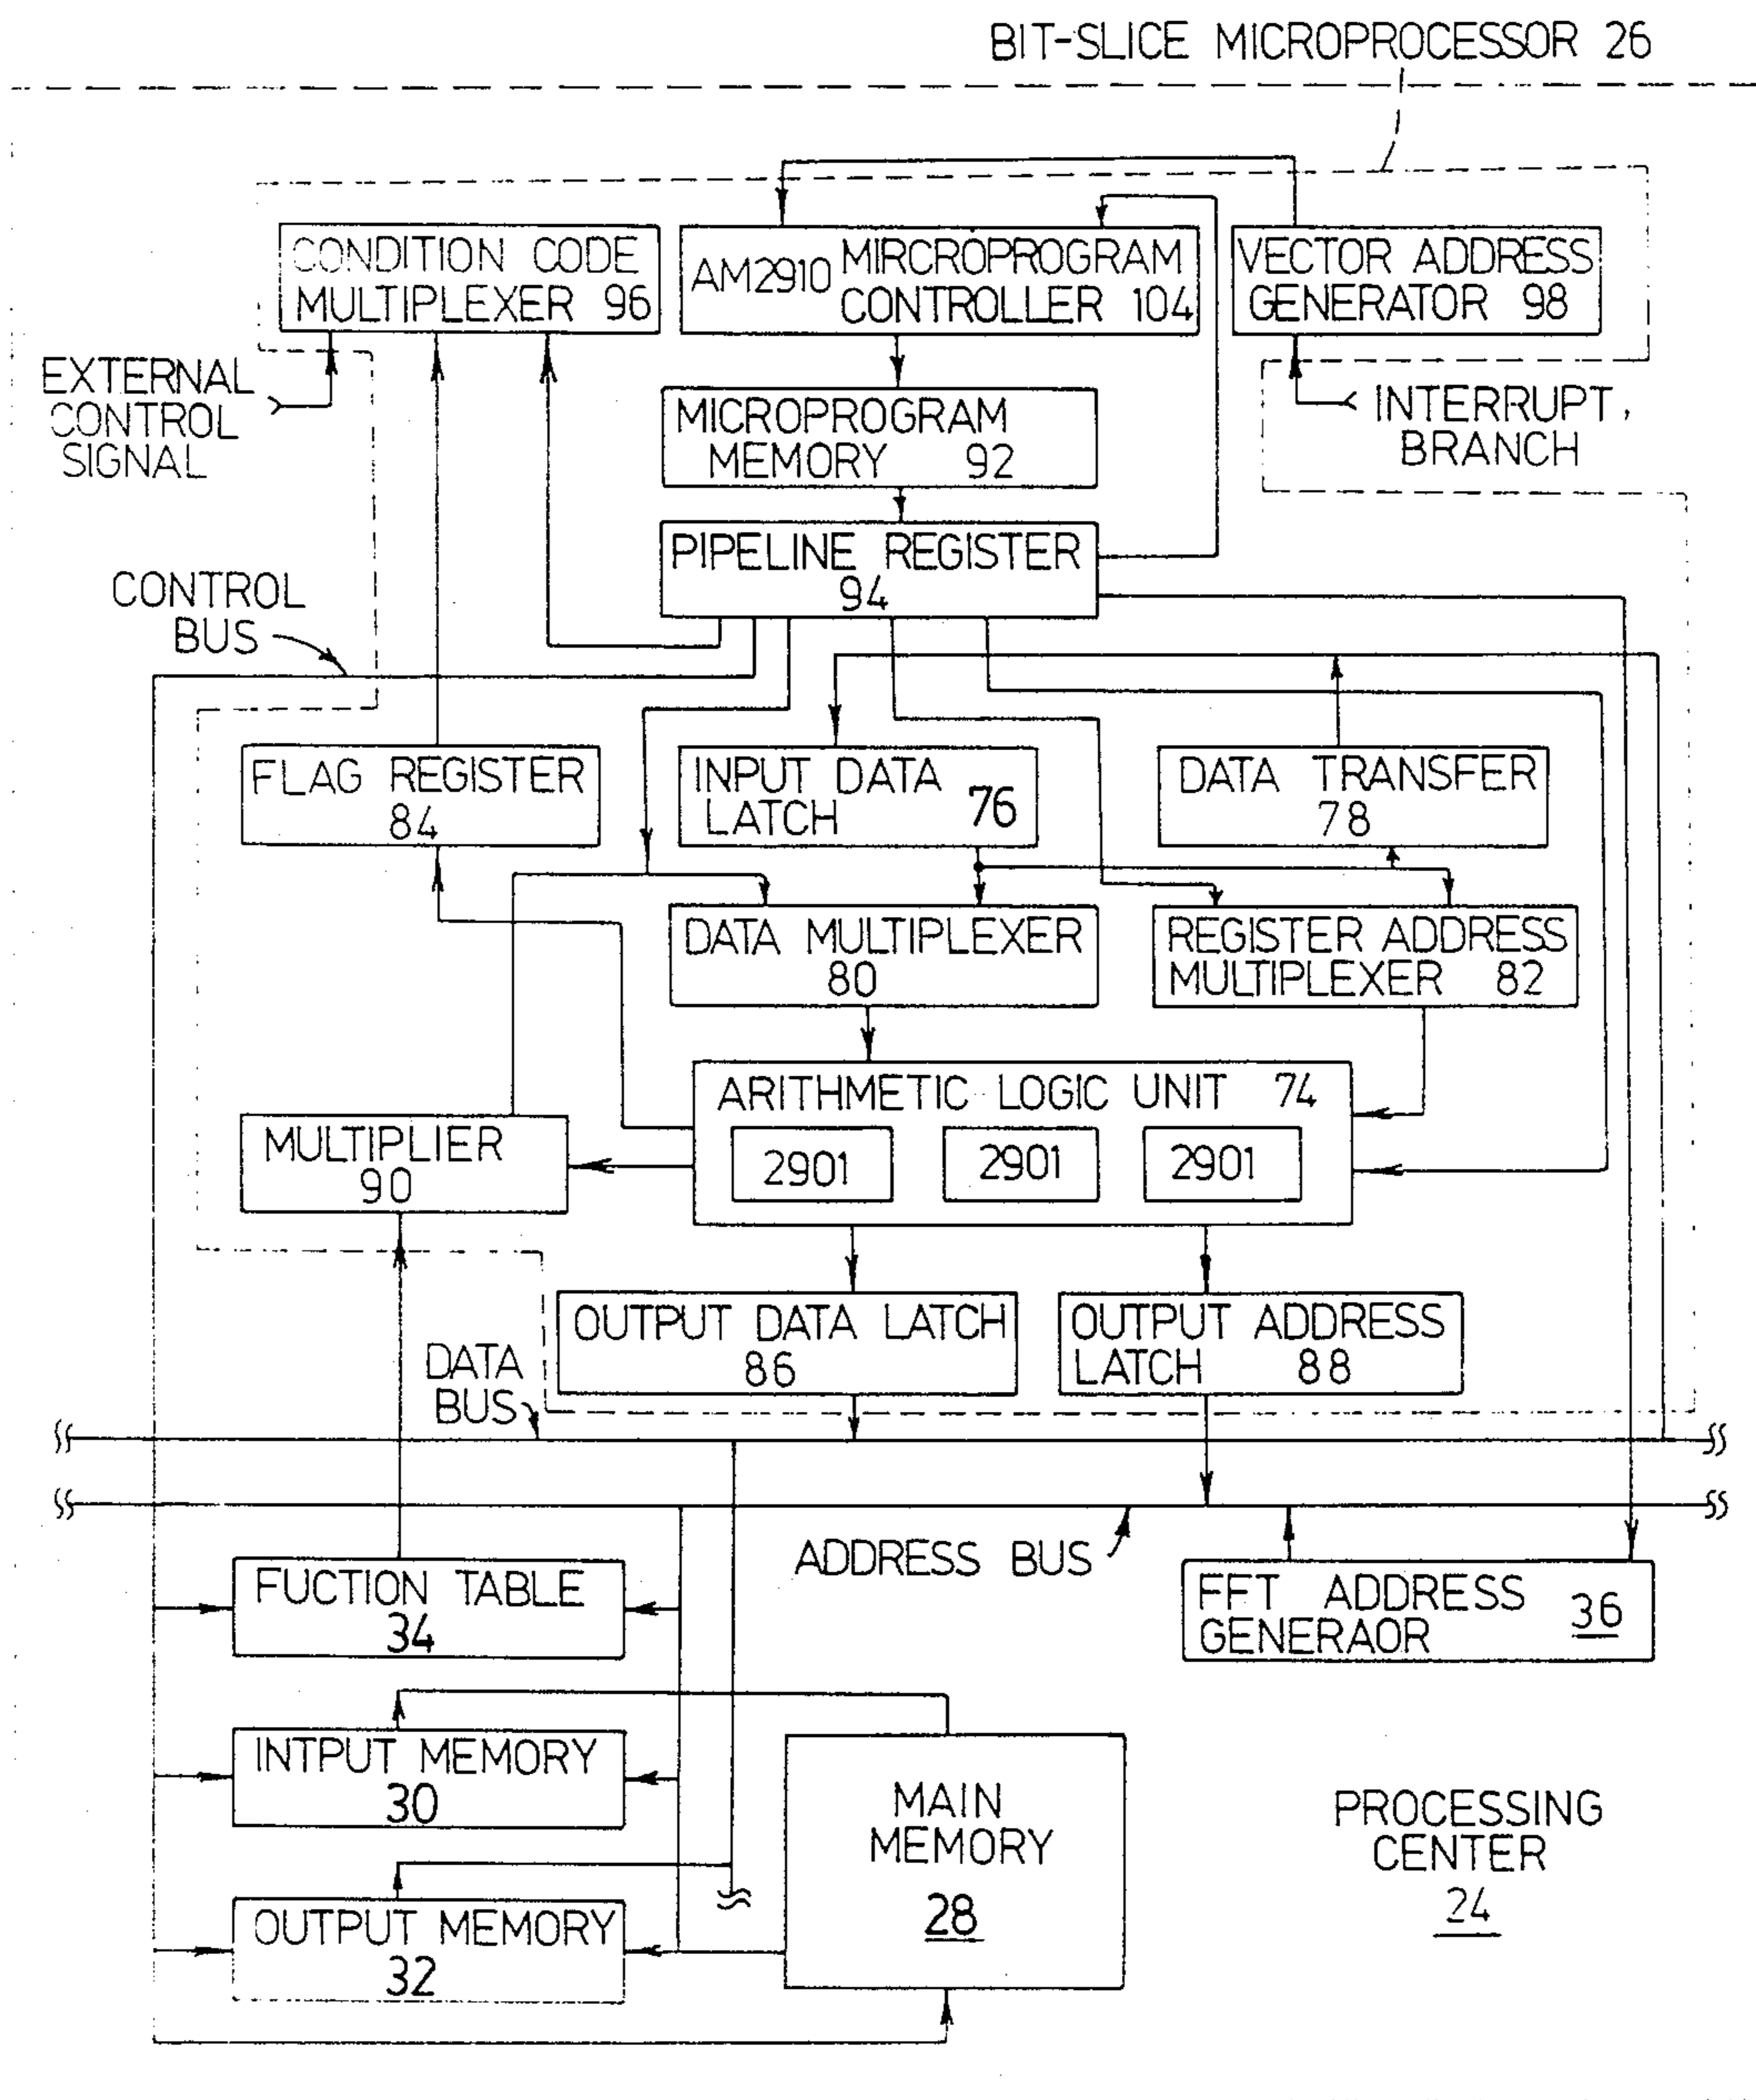 BIT-SLICE MICROPROCESSOR 26
CONDITION CODE
MULTIPLEXER 96
AM2910 MIRCROPROGRAM
CONTROLLER 104
VECTOR ADDRESS
GENERATOR 98
EXTERNAL
CONTROL
SIGNAL
INTERRUPT,
BRANCH
MICROPROGRAM
MEMORY 92
PIPELINE REGISTER
94
CONTROL
BUS
FLAG REGISTER
84
INPUT DATA
LATCH 76
DATA TRANSFER
78
DATA MULTIPLEXER
80
REGISTER ADDRESS
MULTIPLEXER 82
ARITHMETIC LOGIC UNIT 74
2901 2901 2901
MULTIPLIER
90
OUTPUT DATA LATCH
86
OUTPUT ADDRESS
LATCH 88
DATA
BUS
ADDRESS BUS
FUCTION TABLE
34
FFT ADDRESS
GENERAOR 36
INTPUT MEMORY
30
MAIN
MEMORY
28
OUTPUT MEMORY
32
PROCESSING
CENTER
24